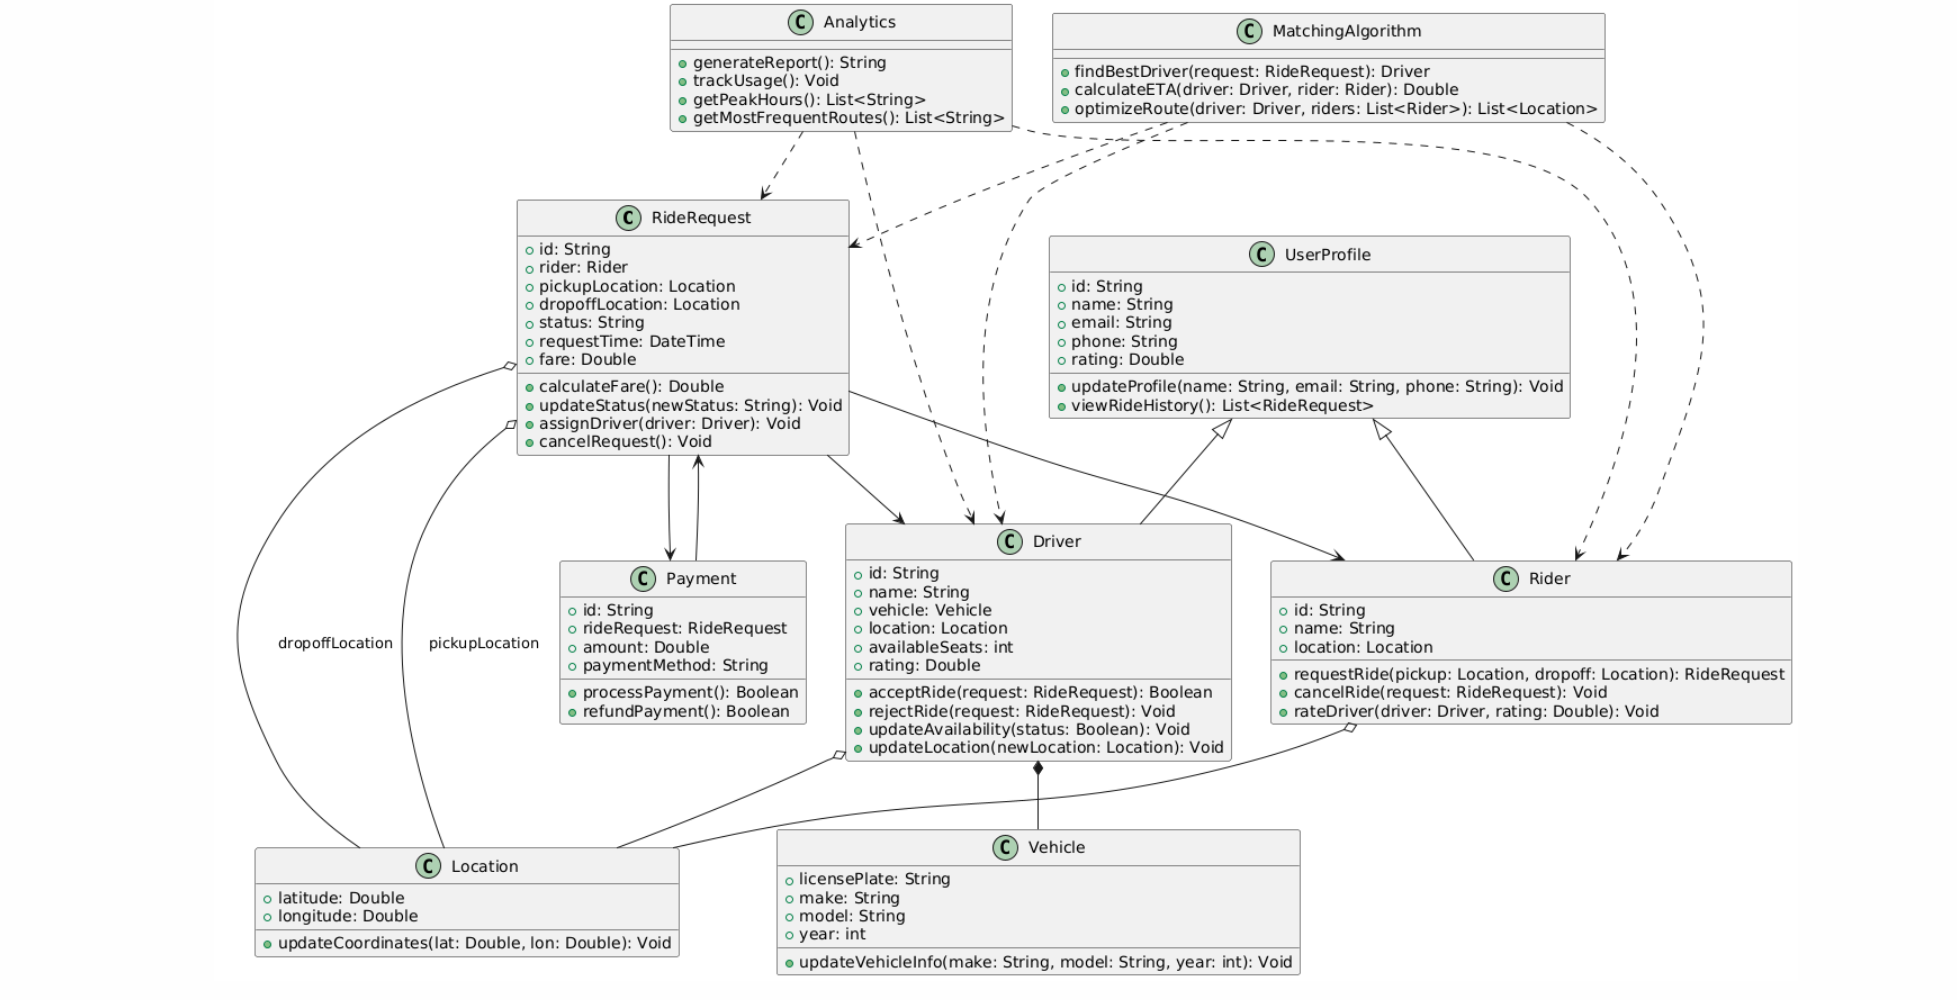 Analytics
generateReport(): String
trackUsage(): Void
getPeakHours(): List<String>
getMostFrequentRoutes(): List<String>
MatchingAlgorithm
findBestDriver(request: RideRequest): Driver
calculateETA(driver: Driver, rider: Rider): Double
optimizeRoute(driver: Driver, riders: List<Rider>): List<Location>
RideRequest
id: String
rider: Rider
pickupLocation: Location
dropoffLocation: Location
status: String
requestTime: DateTime
fare: Double
calculateFare(): Double
updateStatus(newStatus: String): Void
assignDriver(driver: Driver): Void
cancelRequest(): Void
UserProfile
id: String
name: String
email: String
phone: String
rating: Double
updateProfile(name: String, email: String, phone: String): Void
viewRideHistory(): List<RideRequest>
dropoffLocation
pickupLocation
Payment
id: String
rideRequest: RideRequest
amount: Double
paymentMethod: String
processPayment(): Boolean
refundPayment(): Boolean
Driver
id: String
name: String
vehicle: Vehicle
location: Location
availableSeats: int
rating: Double
acceptRide(request: RideRequest): Boolean
rejectRide(request: RideRequest): Void
updateAvailability(status: Boolean): Void
updateLocation(newLocation: Location): Void
Rider
id: String
name: String
location: Location
requestRide(pickup: Location, dropoff: Location): RideRequest
cancelRide(request: RideRequest): Void
rateDriver(driver: Driver, rating: Double): Void
Location
latitude: Double
longitude: Double
updateCoordinates(lat: Double, lon: Double): Void
Vehicle
licensePlate: String
make: String
model: String
year: int
updateVehicleInfo(make: String, model: String, year: int): Void